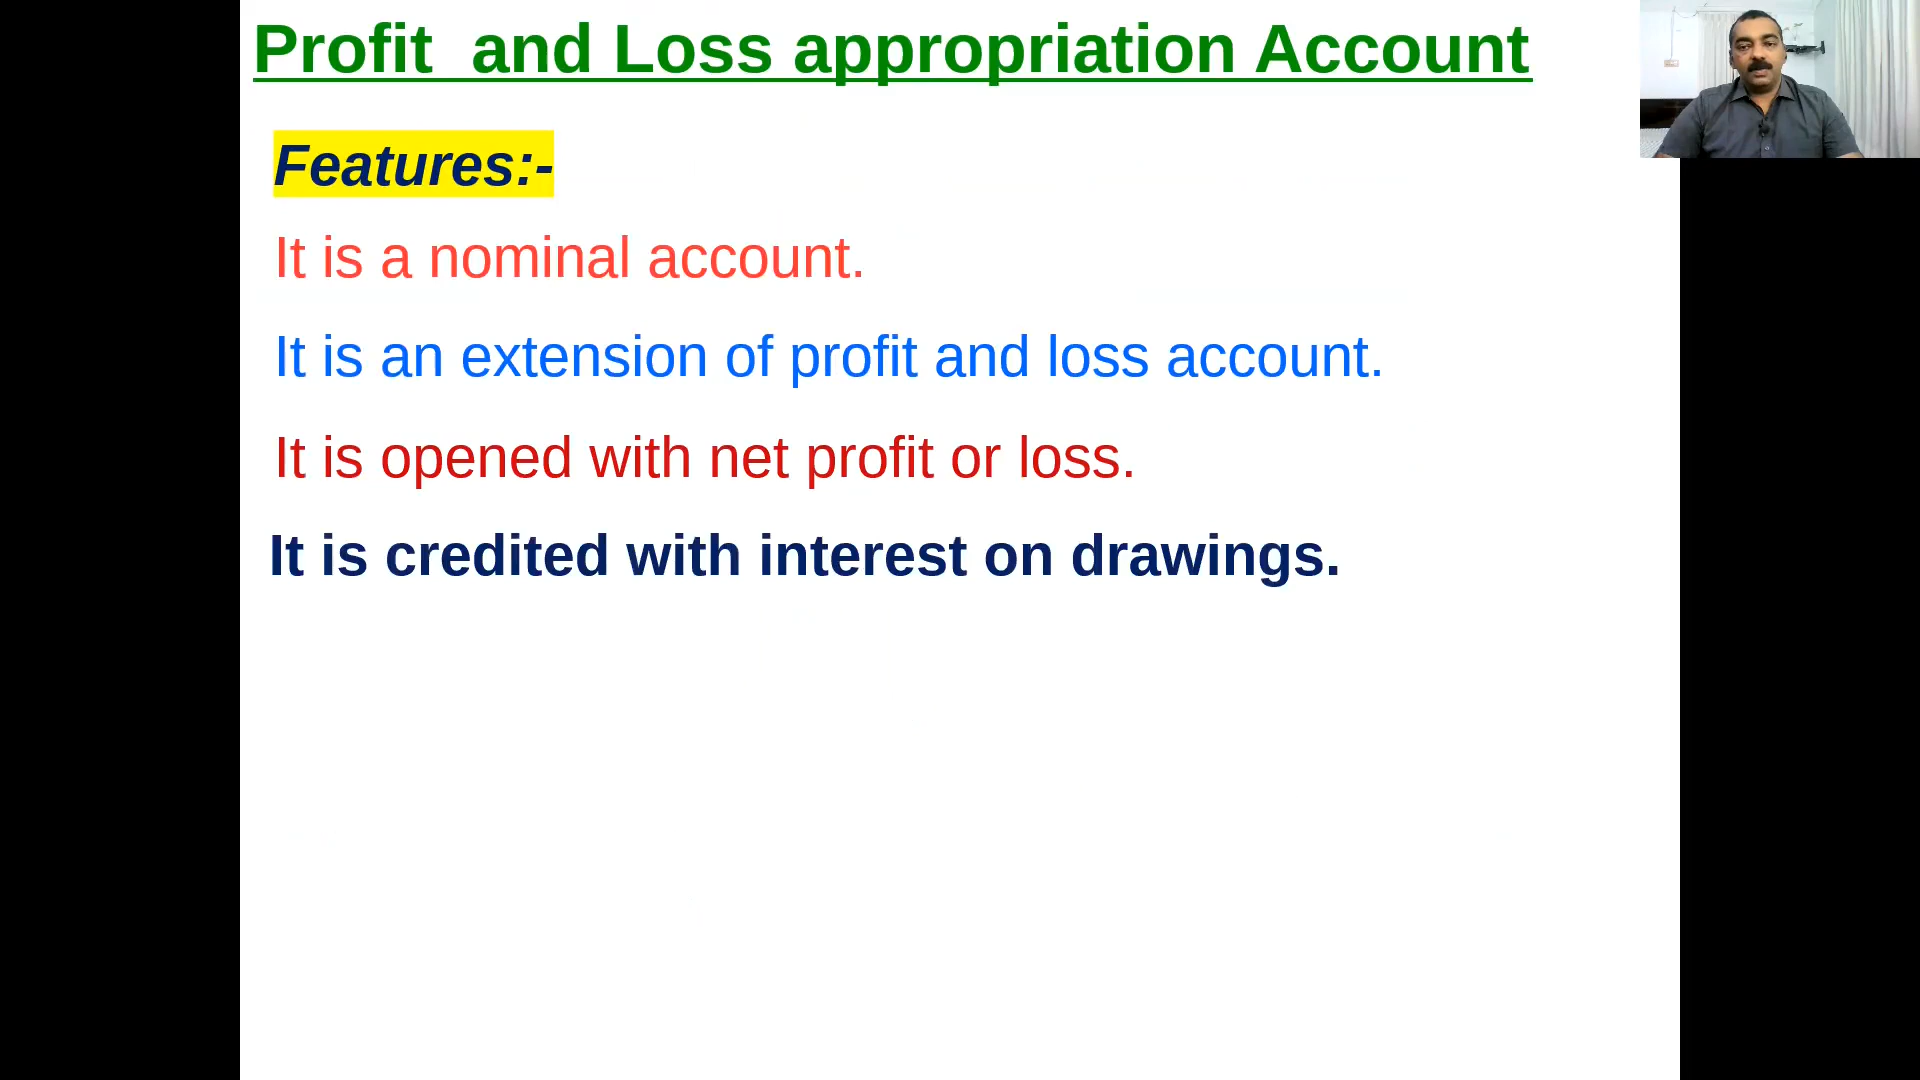 Profit  and Loss appropriation Account
Features:-
It is a nominal account.
It is an extension of profit and loss account.
It is opened with net profit or loss.
It is credited with interest on drawings.